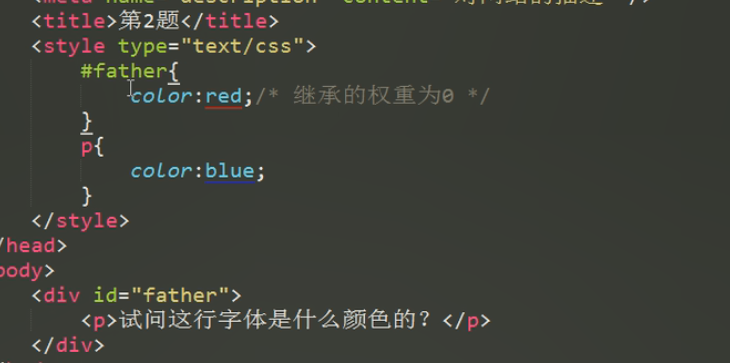 <title>第2题</title>
<style type="text/css">
#father{
color:red;/* 继承的权重为0 */
}
p{
color:blue;
}
</style>
/head>
body>
<div id="father">
<p>试问这行字体是什么颜色的？</p>
</div>